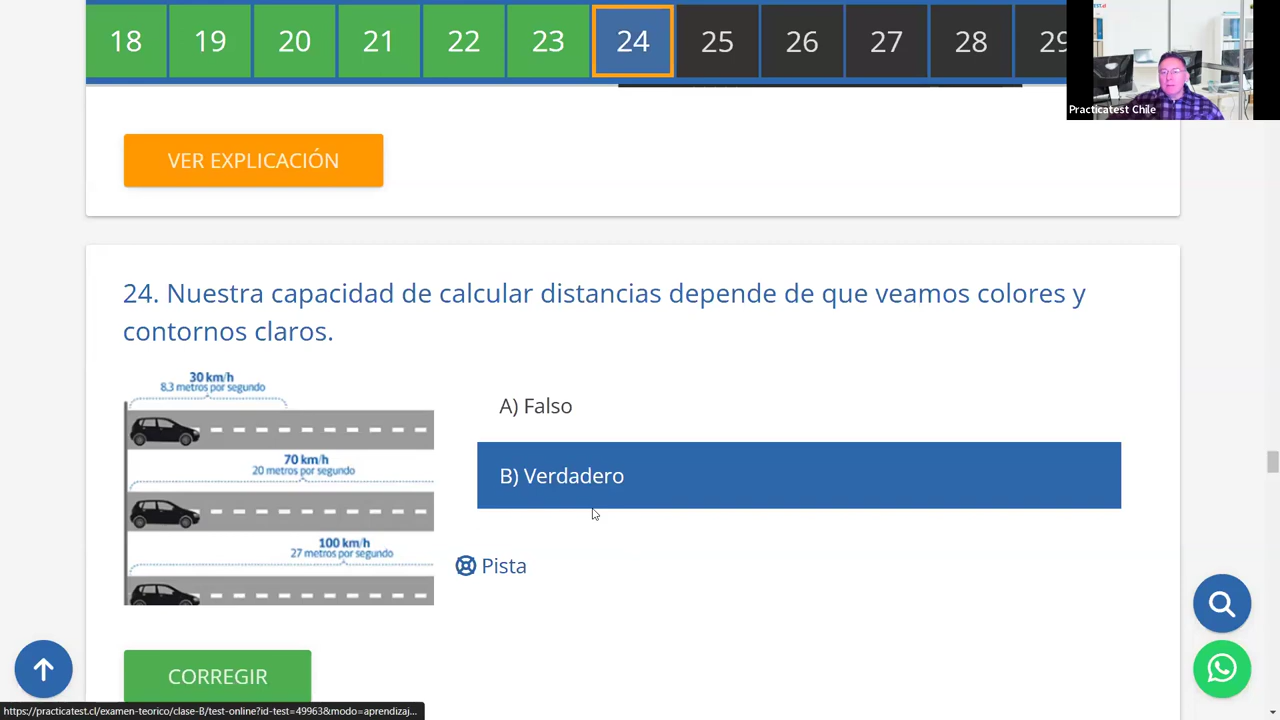 18 19 20 21 22 23 24 25 26 27 28 29
Practicatest Chile
VER EXPLICACIÓN
24. Nuestra capacidad de calcular distancias depende de que veamos colores y
contornos claros.
30 km/h
8,3 metros por segundo
70 km/h
20 metros por segundo
100 km/h
27 metros por segundo
A) Falso
B) Verdadero
Pista
CORREGIR
https://practicatest.cl/examen-teorico/clase-B/test-online?id-test=49963&modo=aprendizaj...